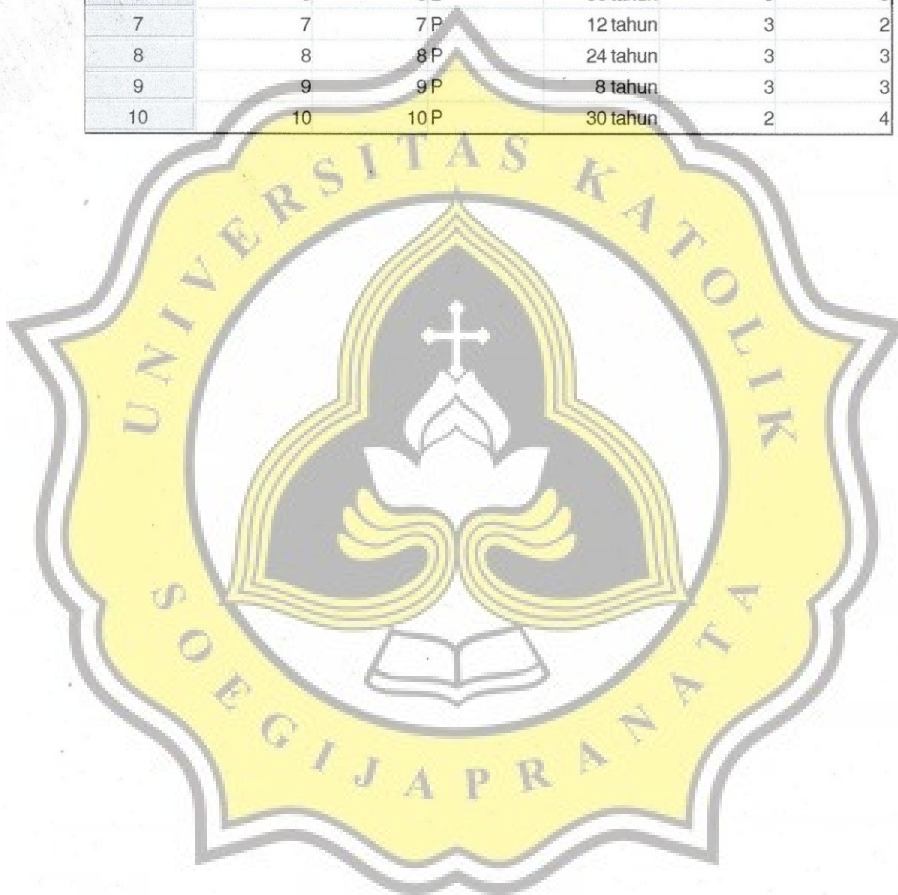 7 7 7 P 12 tahun 3 2
8 8 8 P 24 tahun 3 3
9 9 9 P 8 tahun 3 3
10 10 10 P 30 tahun 2 4
UNIVERSITAS KATOLIK
SOEGIJAPRANATA